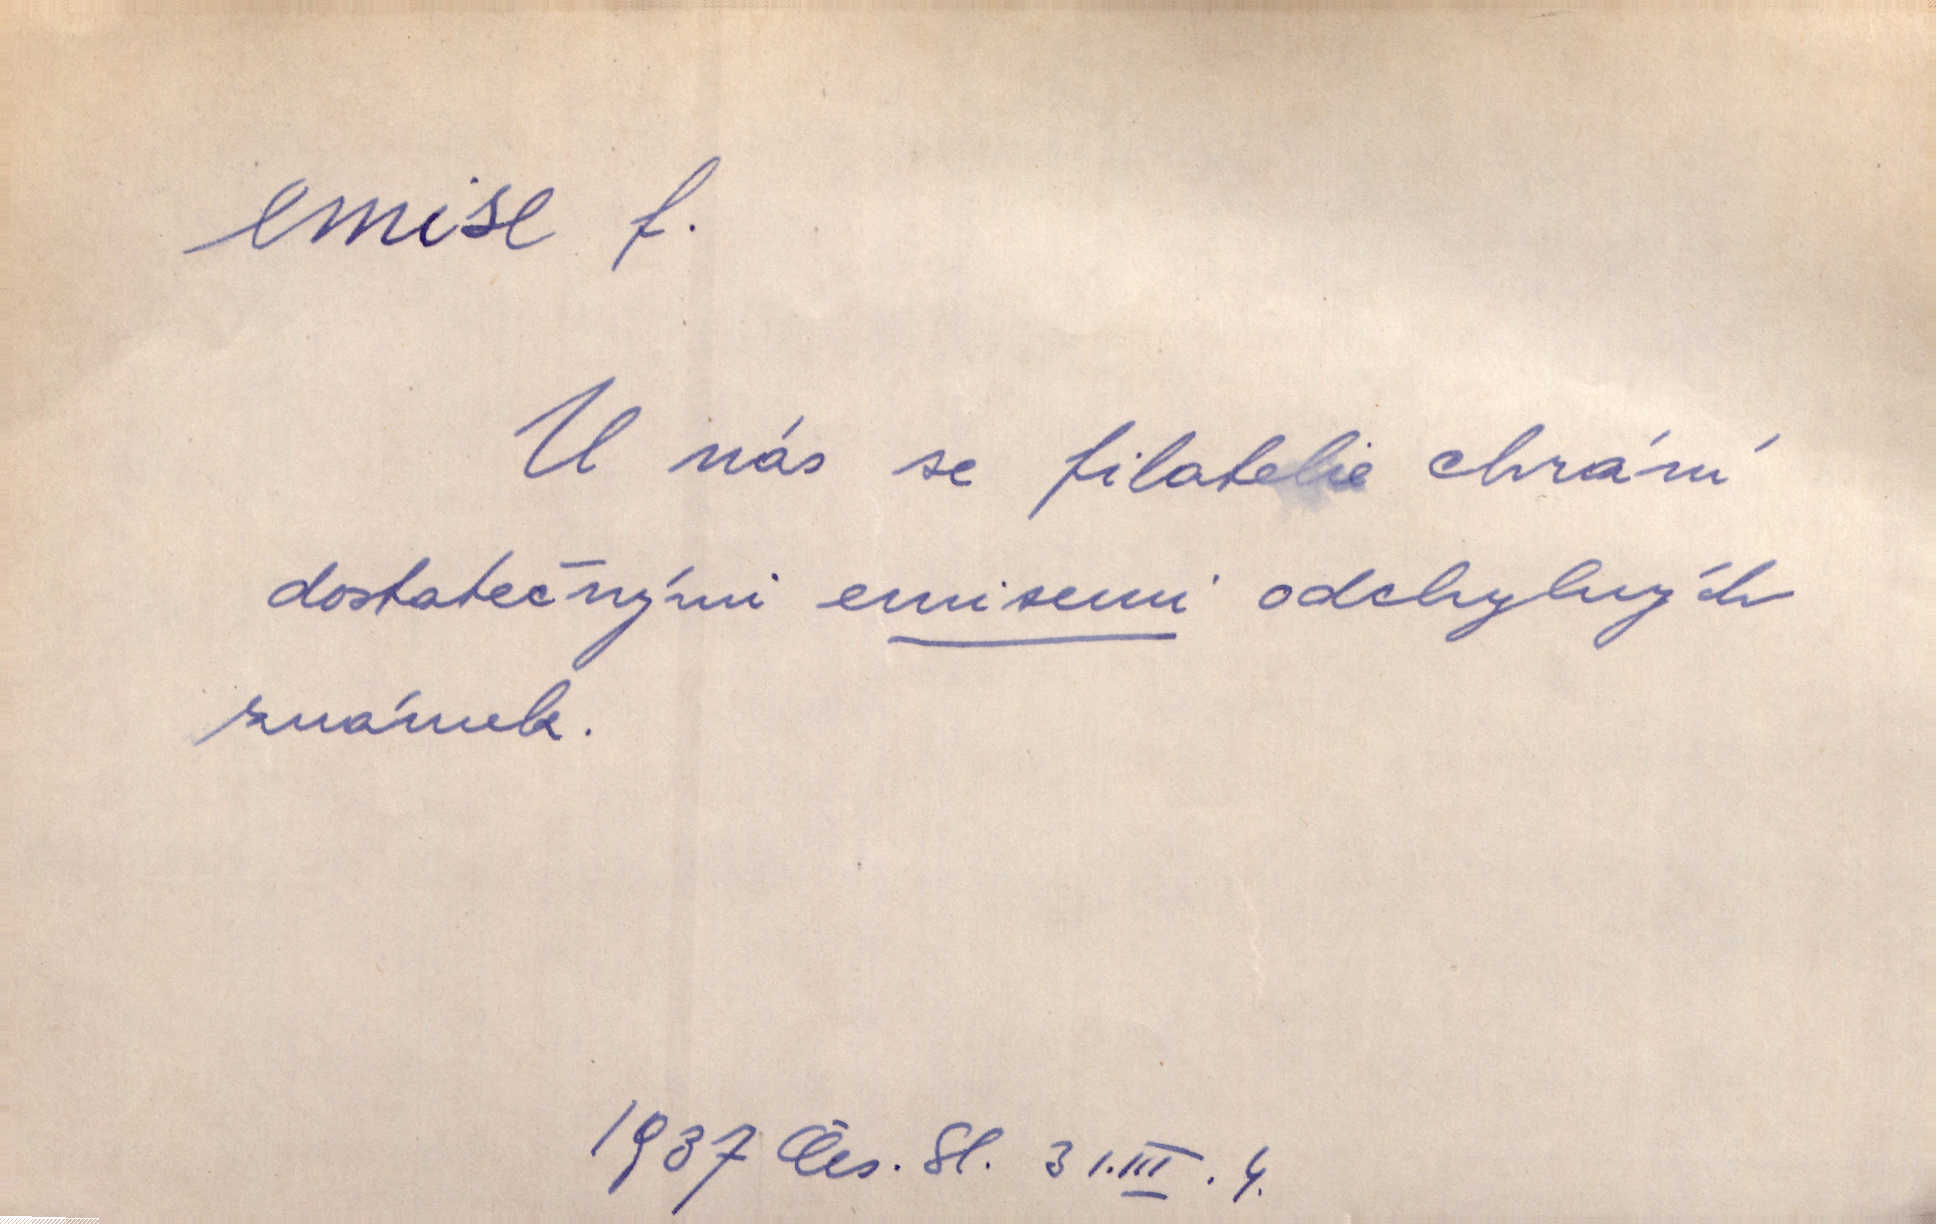 emise f.
U nás se filatelie chrání
dostatečnými emisemi odchylných
známek.
1937 Čes. Sl. 31.III. 4.